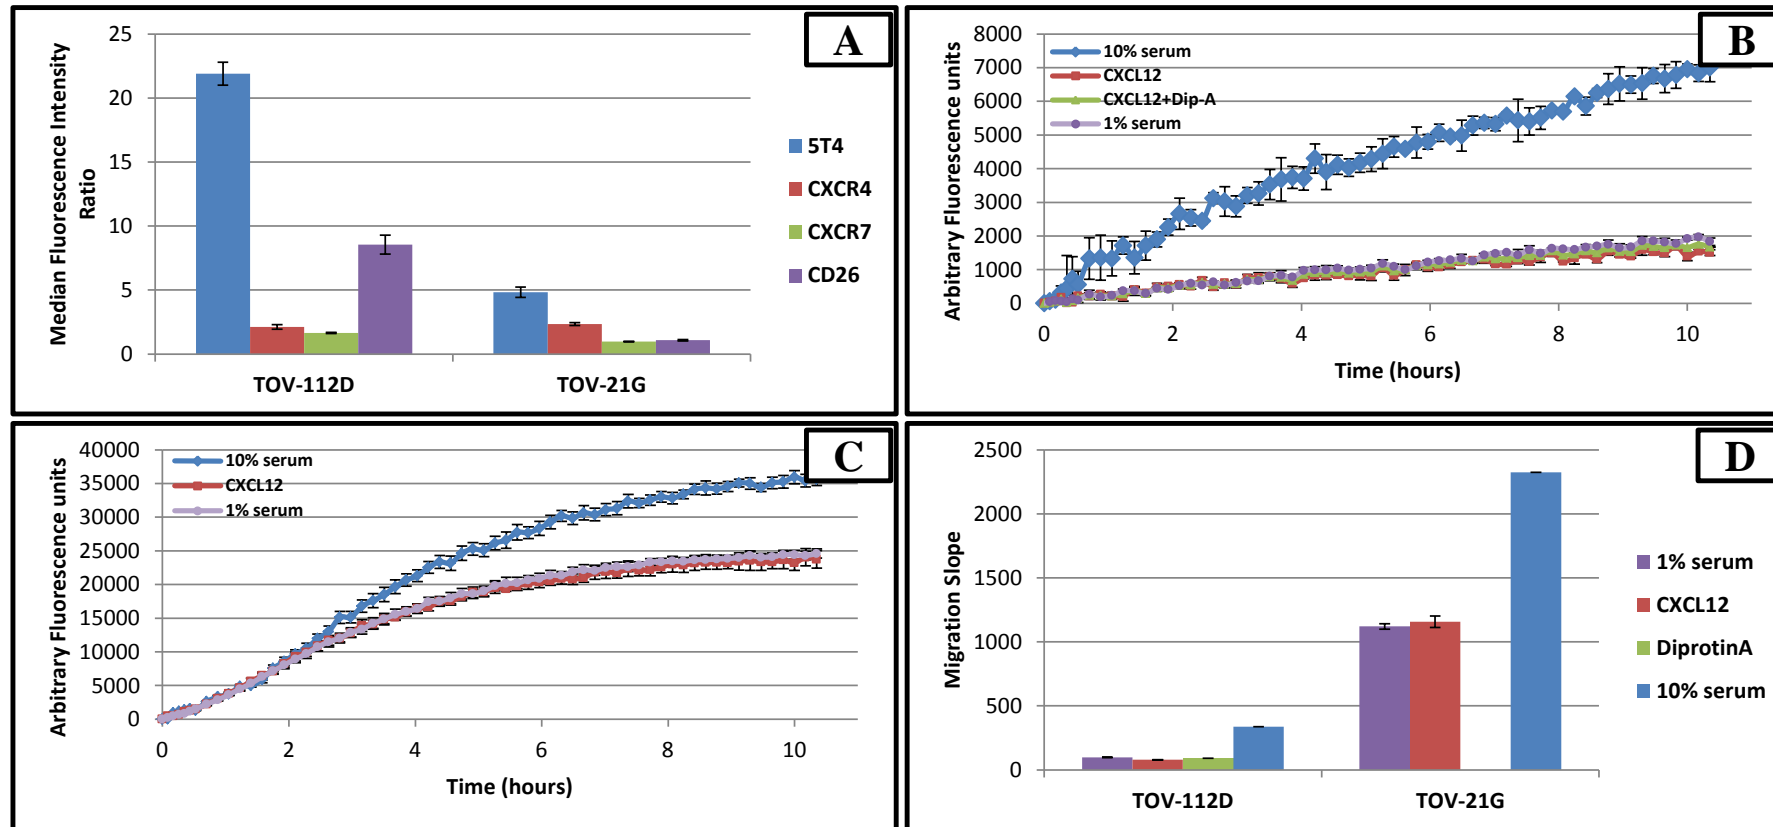 A
Median Fluorescence Intensity
Ratio
25
20
15
10
5
0
TOV-112D
TOV-21G
5T4
CXCR4
CXCR7
CD26
B
Arbitrary Fluorescence units
8000
7000
6000
5000
4000
3000
2000
1000
0
10% serum
CXCL12
CXCL12+Dip-A
1% serum
0 2 4 6 8 10
Time (hours)
C
Arbitrary Fluorescence units
40000
35000
30000
25000
20000
15000
10000
5000
0
10% serum
CXCL12
1% serum
0 2 4 6 8 10
Time (hours)
D
Migration Slope
2500
2000
1500
1000
500
0
TOV-112D
TOV-21G
1% serum
CXCL12
DiprotinA
10% serum